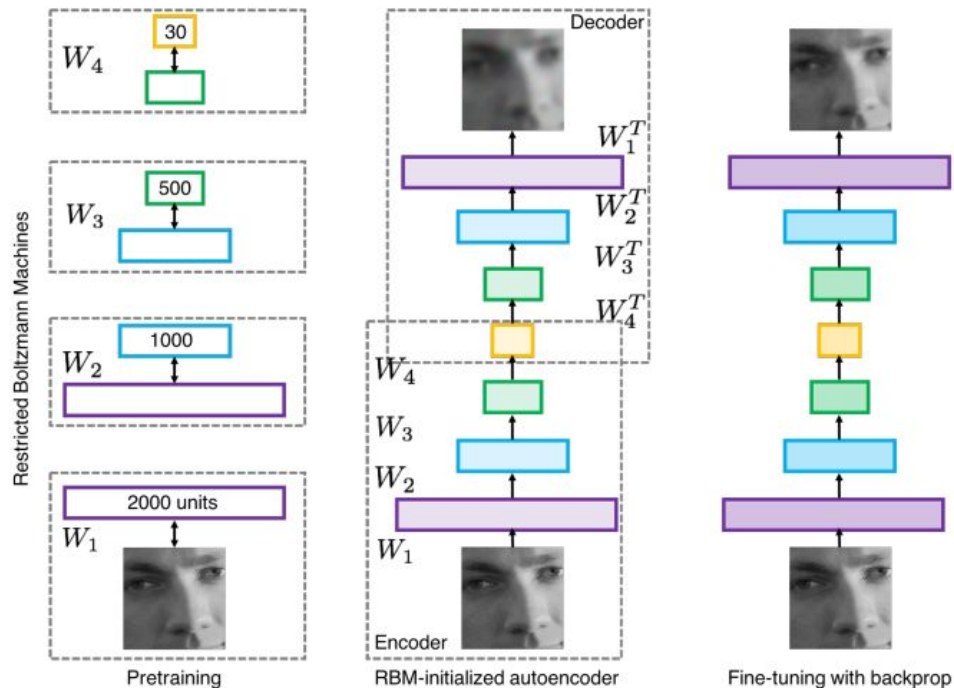 Restricted Boltzmann Machines
30
W₄
500
W₃
1000
W₂
2000 units
W₁
Pretraining
Decoder
W₁ᵀ
W₂ᵀ
W₃ᵀ
W₄ᵀ
W₄
W₃
W₂
W₁
Encoder
RBM-initialized autoencoder
Fine-tuning with backprop